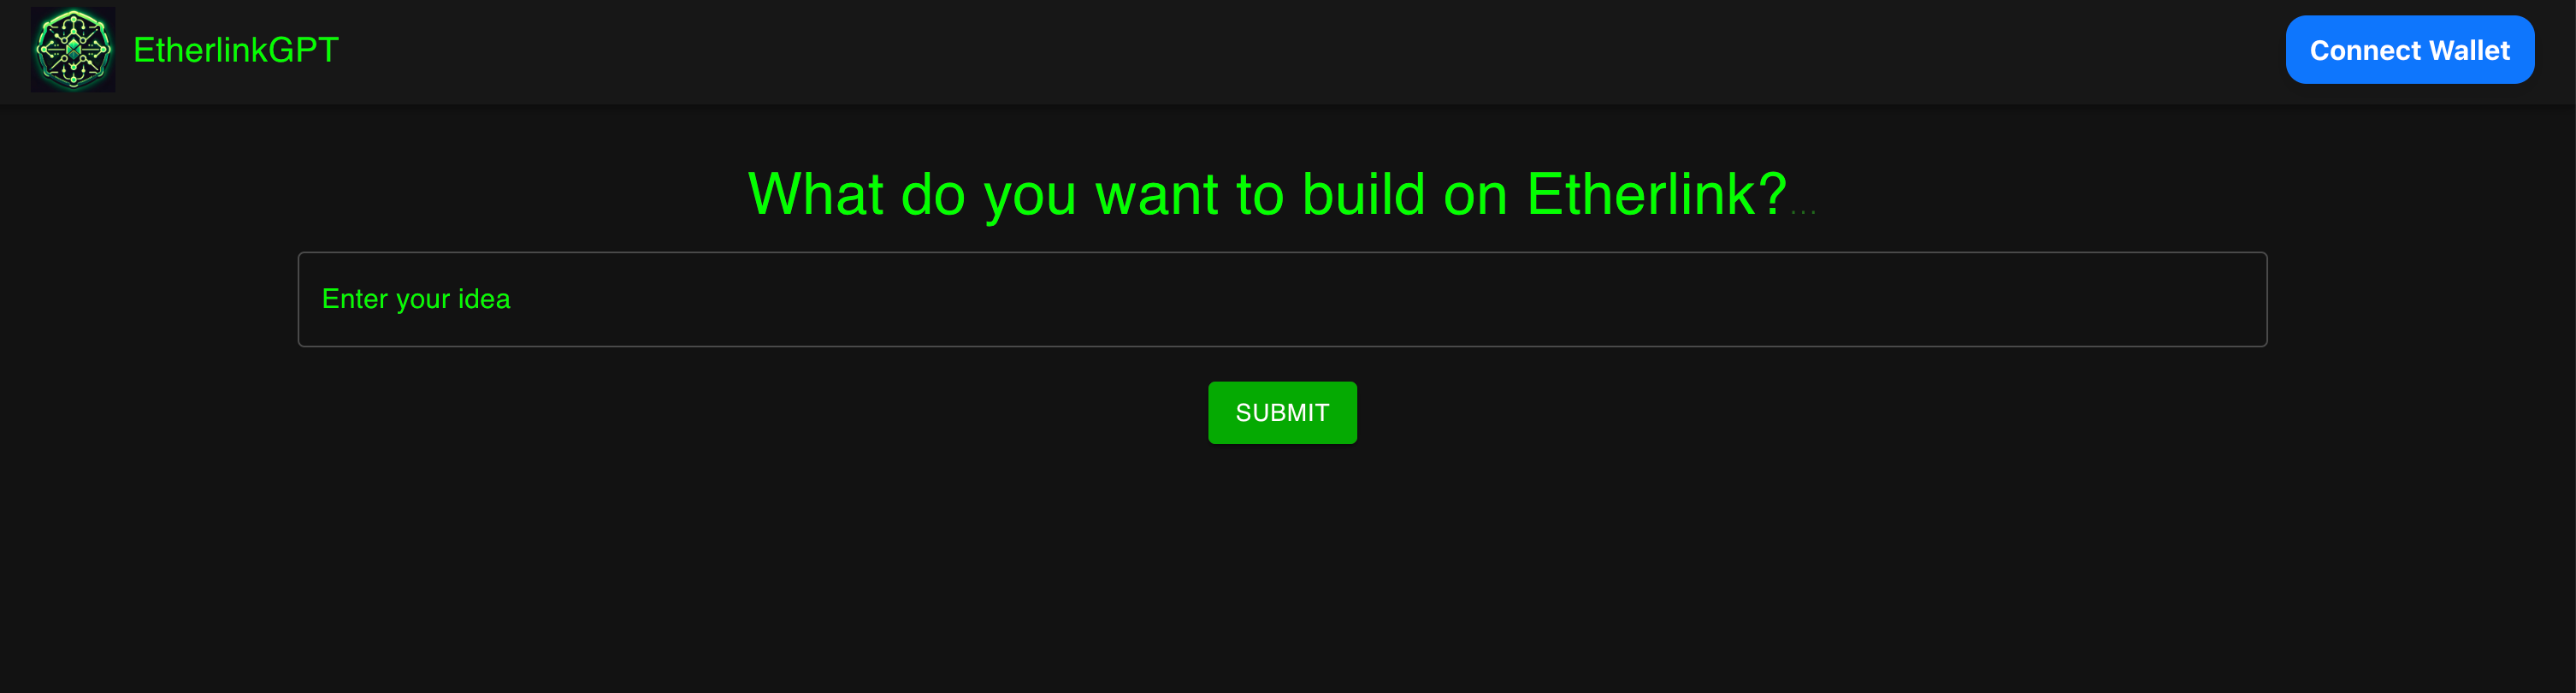 EtherlinkGPT
Connect Wallet
What do you want to build on Etherlink?...
Enter your idea
SUBMIT